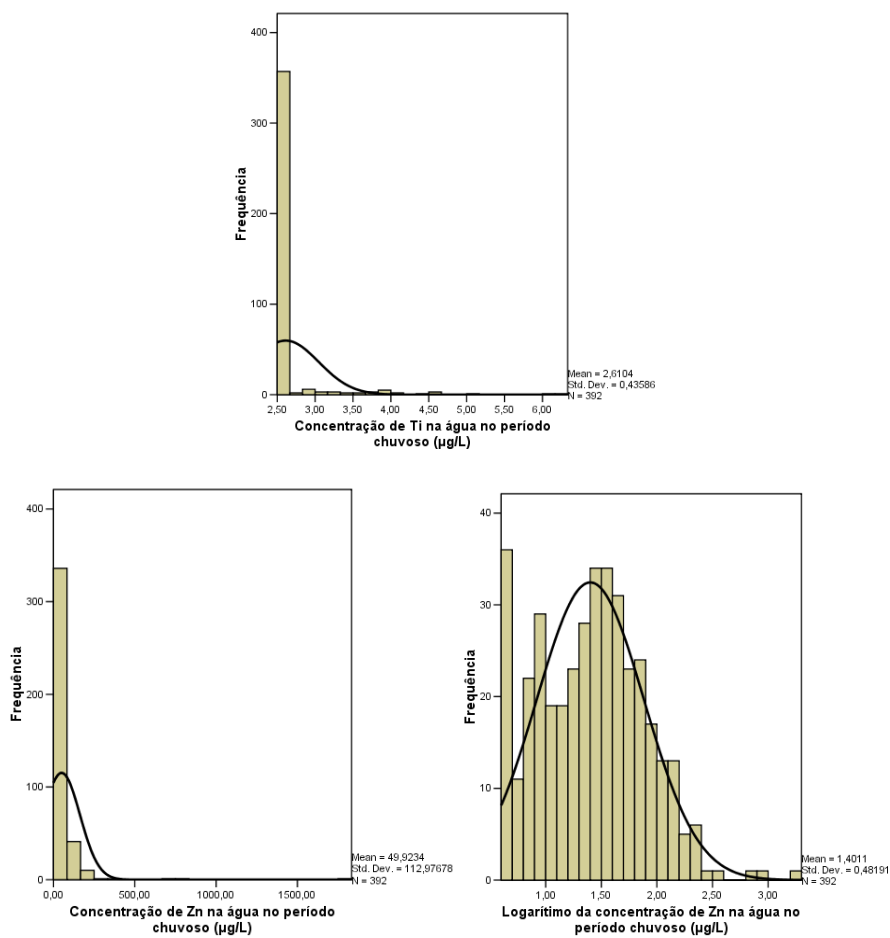 400
300
200
100
0
Frequência
2,50 3,00 3,50 4,00 4,50 5,00 5,50 6,00
Mean = 2,6104
Std. Dev. = 0,43586
N = 392
Concentração de Ti na água no período
chuvoso (µg/L)
400
300
200
100
0
Frequência
0,00 500,00 1000,00 1500,00
Mean = 49,9234
Std. Dev. = 112,97678
N = 392
Concentração de Zn na água no período
chuvoso (µg/L)
40
30
20
10
0
Frequência
1,00 1,50 2,00 2,50 3,00
Mean = 1,4011
Std. Dev. = 0,48191
N = 392
Logarítimo da concentração de Zn na água no
período chuvoso (µg/L)